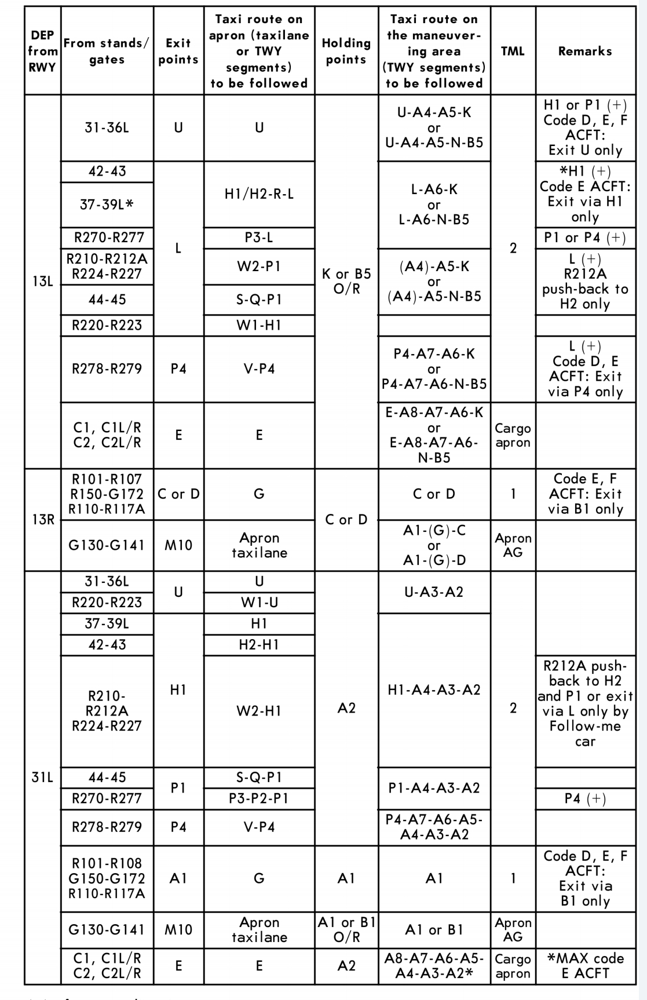 DEP
from
RWY
From stands/
gates
Exit
points
Taxi route on
apron (taxilane
or TWY
segments)
to be followed
Holding
points
Taxi route on
the maneuver-
ing area
(TWY segments)
to be followed
TML
Remarks
13L
31-36L
U
U
K or B5
O/R
U-A4-A5-K
or
U-A4-A5-N-B5
2
H1 or P1 (+)
Code D, E, F
ACFT:
Exit U only
42-43
37-39L*
L
H1/H2-R-L
L-A6-K
or
L-A6-N-B5
*H1 (+)
Code E ACFT:
Exit via H1
only
R270-R277
P3-L
P1 or P4 (+)
R210-R212A
R224-R227
W2-P1
(A4)-A5-K
or
(A4)-A5-N-B5
L (+)
R212A
push-back to
H2 only
44-45
S-Q-P1
R220-R223
W1-H1
R278-R279
P4
V-P4
P4-A7-A6-K
or
P4-A7-A6-N-B5
L (+)
Code D, E
ACFT: Exit
via P4 only
C1, C1L/R
C2, C2L/R
E
E
E-A8-A7-A6-K
or
E-A8-A7-A6-
N-B5
Cargo
apron
13R
R101-R107
R150-G172
R110-R117A
C or D
G
C or D
C or D
1
Code E, F
ACFT: Exit
via B1 only
G130-G141
M10
Apron
taxilane
A1-(G)-C
or
A1-(G)-D
Apron
AG
31L
31-36L
U
U
A2
U-A3-A2
2
R220-R223
W1-U
37-39L
H1
H1
H1-A4-A3-A2
42-43
H2-H1
R210-
R212A
R224-R227
W2-H1
R212A push-
back to H2
and P1 or exit
via L only by
Follow-me
car
44-45
P1
S-Q-P1
P1-A4-A3-A2
R270-R277
P3-P2-P1
P4 (+)
R278-R279
P4
V-P4
P4-A7-A6-A5-
A4-A3-A2
R101-R108
G150-G172
R110-R117A
A1
G
A1
A1
1
Code D, E, F
ACFT:
Exit via
B1 only
G130-G141
M10
Apron
taxilane
A1 or B1
O/R
A1 or B1
Apron
AG
C1, C1L/R
C2, C2L/R
E
E
A2
A8-A7-A6-A5-
A4-A3-A2*
Cargo
apron
*MAX code
E ACFT